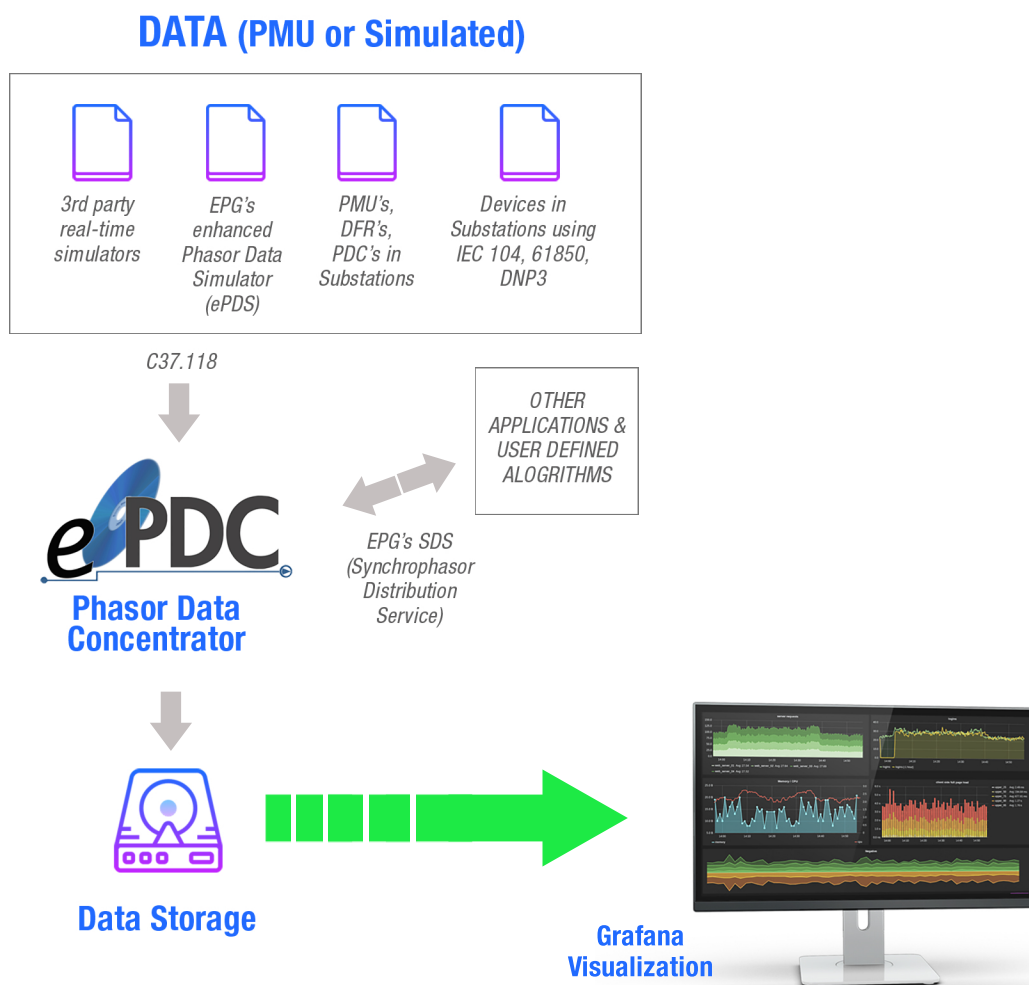 DATA (PMU or Simulated)
3rd party
real-time
simulators
EPG's
enhanced
Phasor Data
Simulator
(ePDS)
PMU's,
DFR's,
PDC's in
Substations
Devices in
Substations using
IEC 104, 61850,
DNP3
C37.118
OTHER
APPLICATIONS &
USER DEFINED
ALOGRITHMS
ePDC
EPG's SDS
(Synchrophasor
Distribution
Service)
Phasor Data
Concentrator
Data Storage
Memory / CPU
Grafana
Visualization